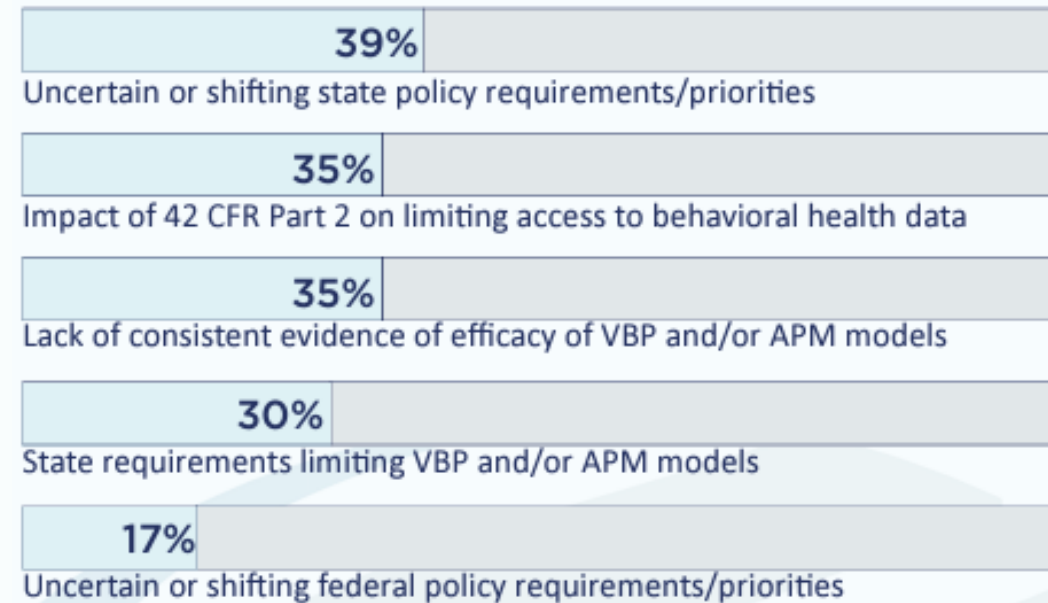 39%
Uncertain or shifting state policy requirements/priorities
35%
Impact of 42 CFR Part 2 on limiting access to behavioral health data
35%
Lack of consistent evidence of efficacy of VBP and/or APM models
30%
State requirements limiting VBP and/or APM models
17%
Uncertain or shifting federal policy requirements/priorities